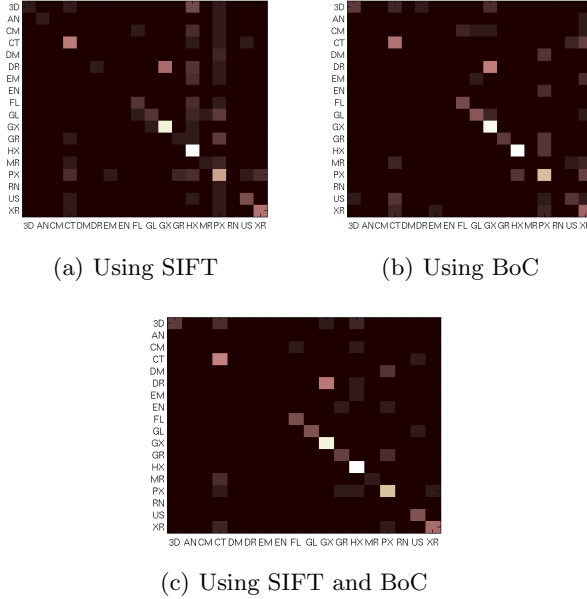 3D
AN
CM
CT
DM
DR
EM
EN
FL
GL
GX
GR
HX
MR
PX
RN
US
XR
3D AN CM CT DM DR EM EN FL GL GX GR HX MR PX RN US XR
(a) Using SIFT
3D
AN
CM
CT
DM
DR
EM
EN
FL
GL
GX
GR
HX
MR
PX
RN
US
XR
3D AN CM CT DM DR EM EN FL GL GX GR HX MR PX RN US XR
(b) Using BoC
3D
AN
CM
CT
DM
DR
EM
EN
FL
GL
GX
GR
HX
MR
PX
RN
US
XR
3D AN CM CT DM DR EM EN FL GL GX GR HX MR PX RN US XR
(c) Using SIFT and BoC